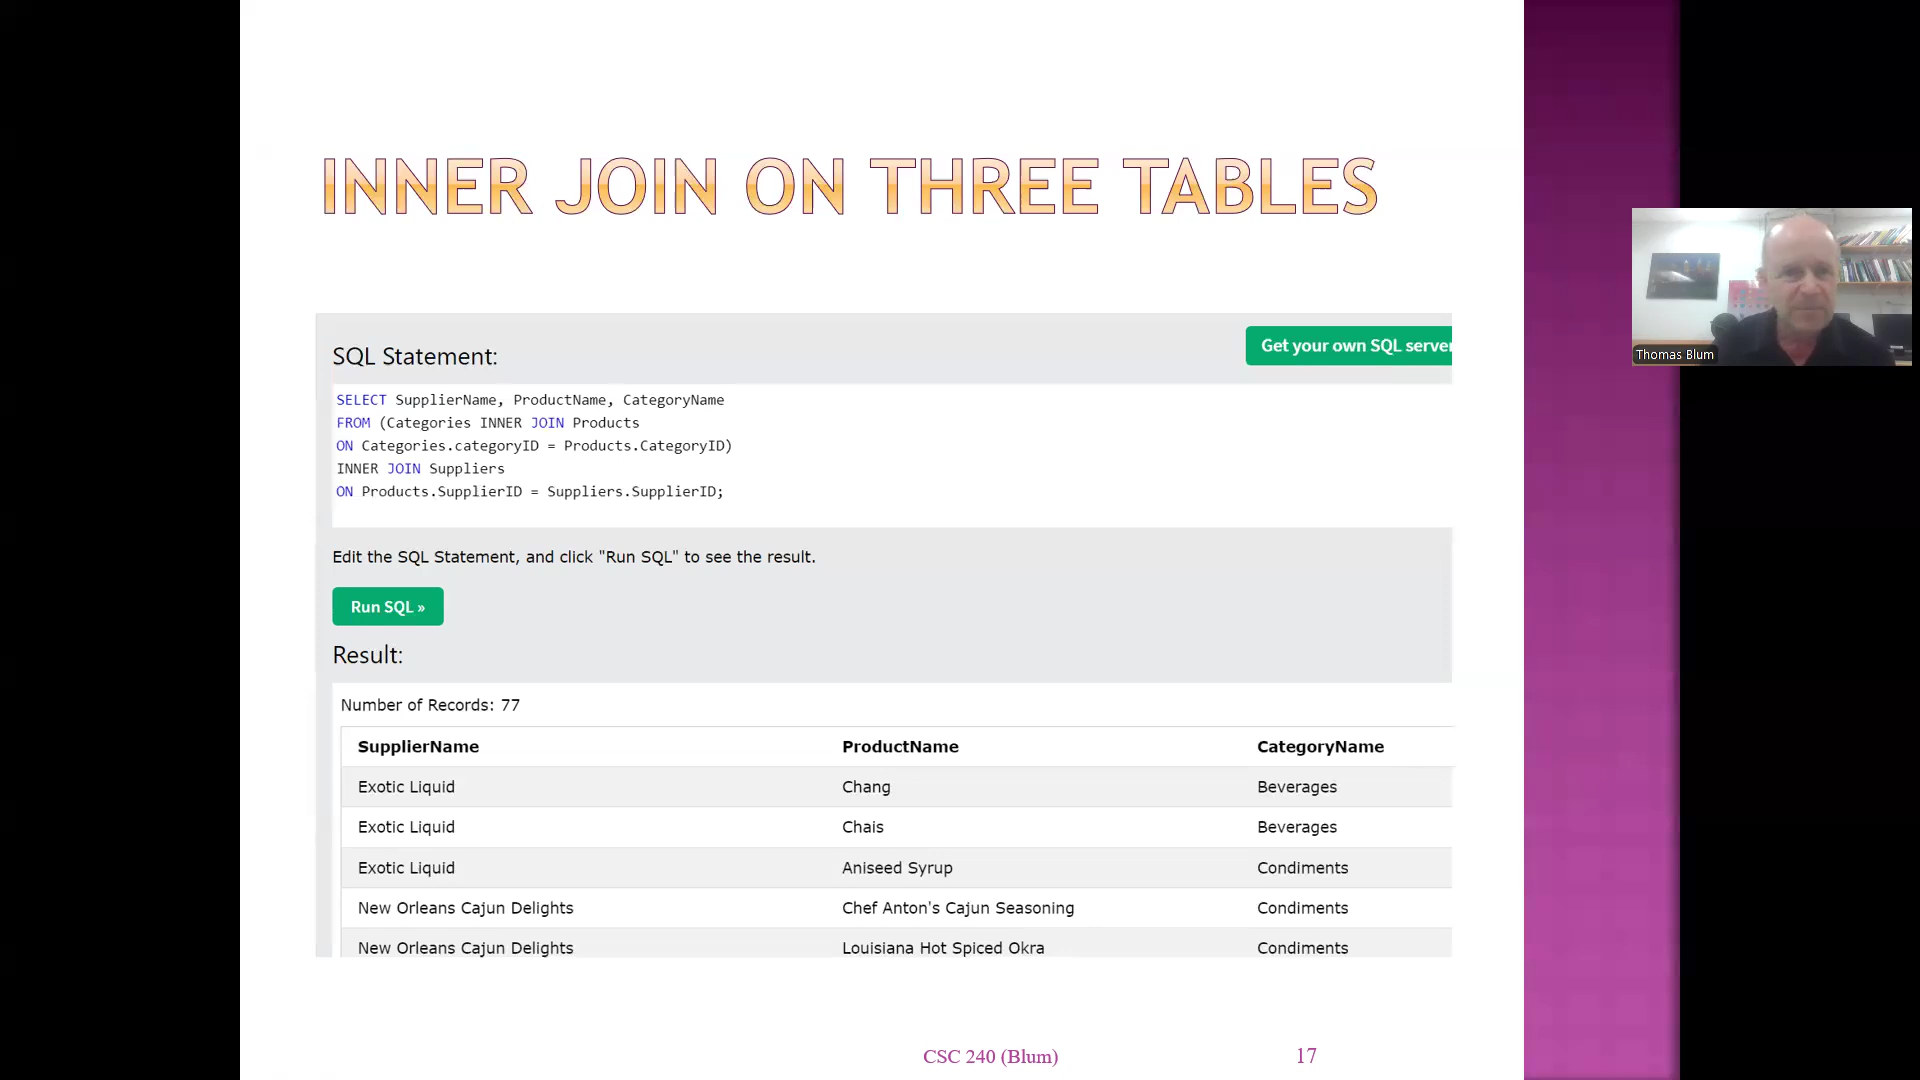 INNER JOIN ON THREE TABLES
SQL Statement:
Get your own SQL server
SELECT SupplierName, ProductName, CategoryName
FROM (Categories INNER JOIN Products
ON Categories.categoryID = Products.CategoryID)
INNER JOIN Suppliers
ON Products.SupplierID = Suppliers.SupplierID;
Edit the SQL Statement, and click "Run SQL" to see the result.
Run SQL »
Result:
Number of Records: 77
SupplierName ProductName CategoryName
Exotic Liquid Chang Beverages
Exotic Liquid Chais Beverages
Exotic Liquid Aniseed Syrup Condiments
New Orleans Cajun Delights Chef Anton's Cajun Seasoning Condiments
New Orleans Cajun Delights Louisiana Hot Spiced Okra Condiments
CSC 240 (Blum) 17
Thomas Blum